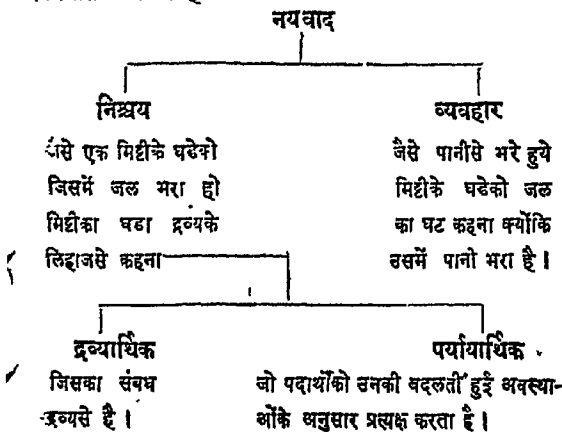 नयवाद
निश्चय
जैसे एक मिट्टीके घडेको
जिसमें जल भरा हो
मिट्टीका घडा द्रव्यके
लिहाजसे कहना
व्यवहार
जैसे पानीसे भरे हुये
मिट्टीके घडेको जल
का घट कहना क्योंकि
उसमें पानी भरा है ।
द्रव्यार्थिक
जिसका संबध
द्रव्यसे है ।
पर्यायार्थिक
जो पदार्थोंको उनकी बदलती हुई अवस्था-
ओंके अनुसार प्रत्यक्ष करता है ।